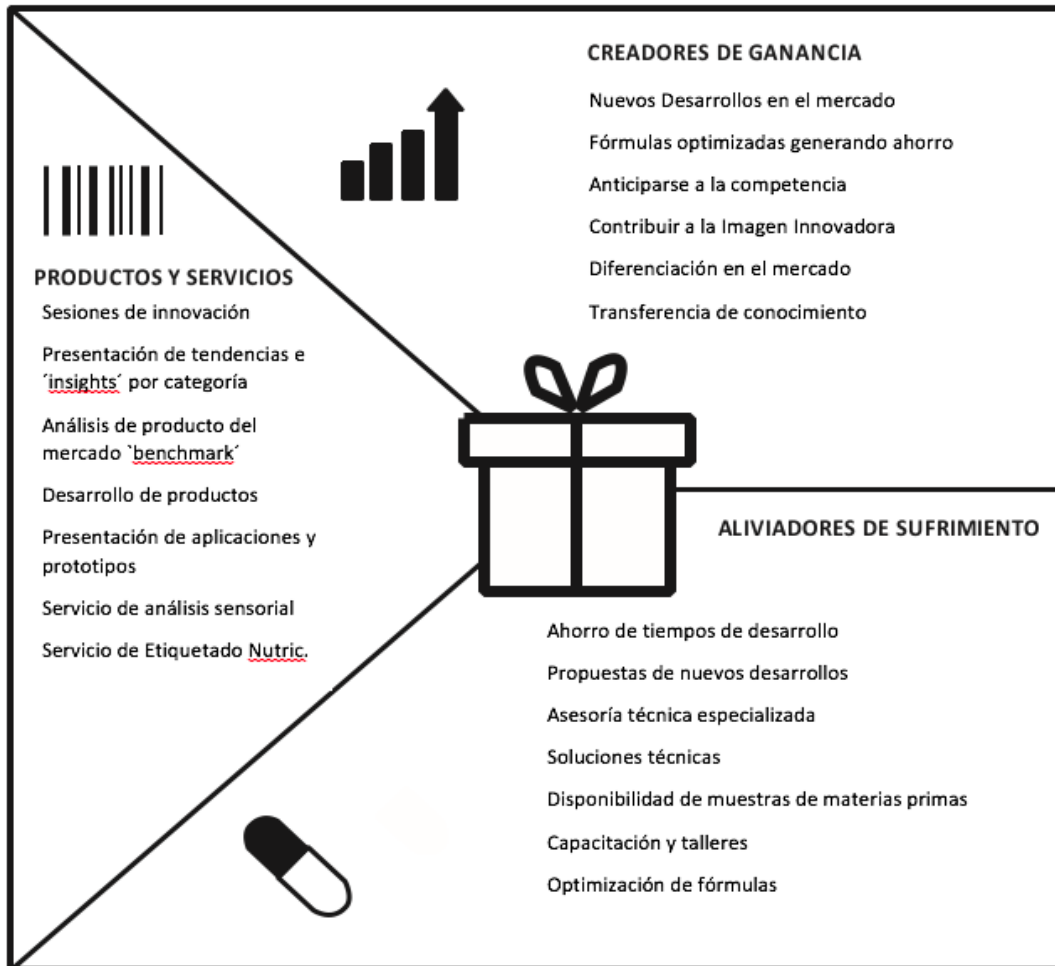 CREADORES DE GANANCIA
Nuevos Desarrollos en el mercado
Fórmulas optimizadas generando ahorro
Anticiparse a la competencia
Contribuir a la Imagen Innovadora
Diferenciación en el mercado
Transferencia de conocimiento
PRODUCTOS Y SERVICIOS
Sesiones de innovación
Presentación de tendencias e
´insights´ por categoría
Análisis de producto del
mercado `benchmark´
Desarrollo de productos
Presentación de aplicaciones y
prototipos
Servicio de análisis sensorial
Servicio de Etiquetado Nutric.
ALIVIADORES DE SUFRIMIENTO
Ahorro de tiempos de desarrollo
Propuestas de nuevos desarrollos
Asesoría técnica especializada
Soluciones técnicas
Disponibilidad de muestras de materias primas
Capacitación y talleres
Optimización de fórmulas